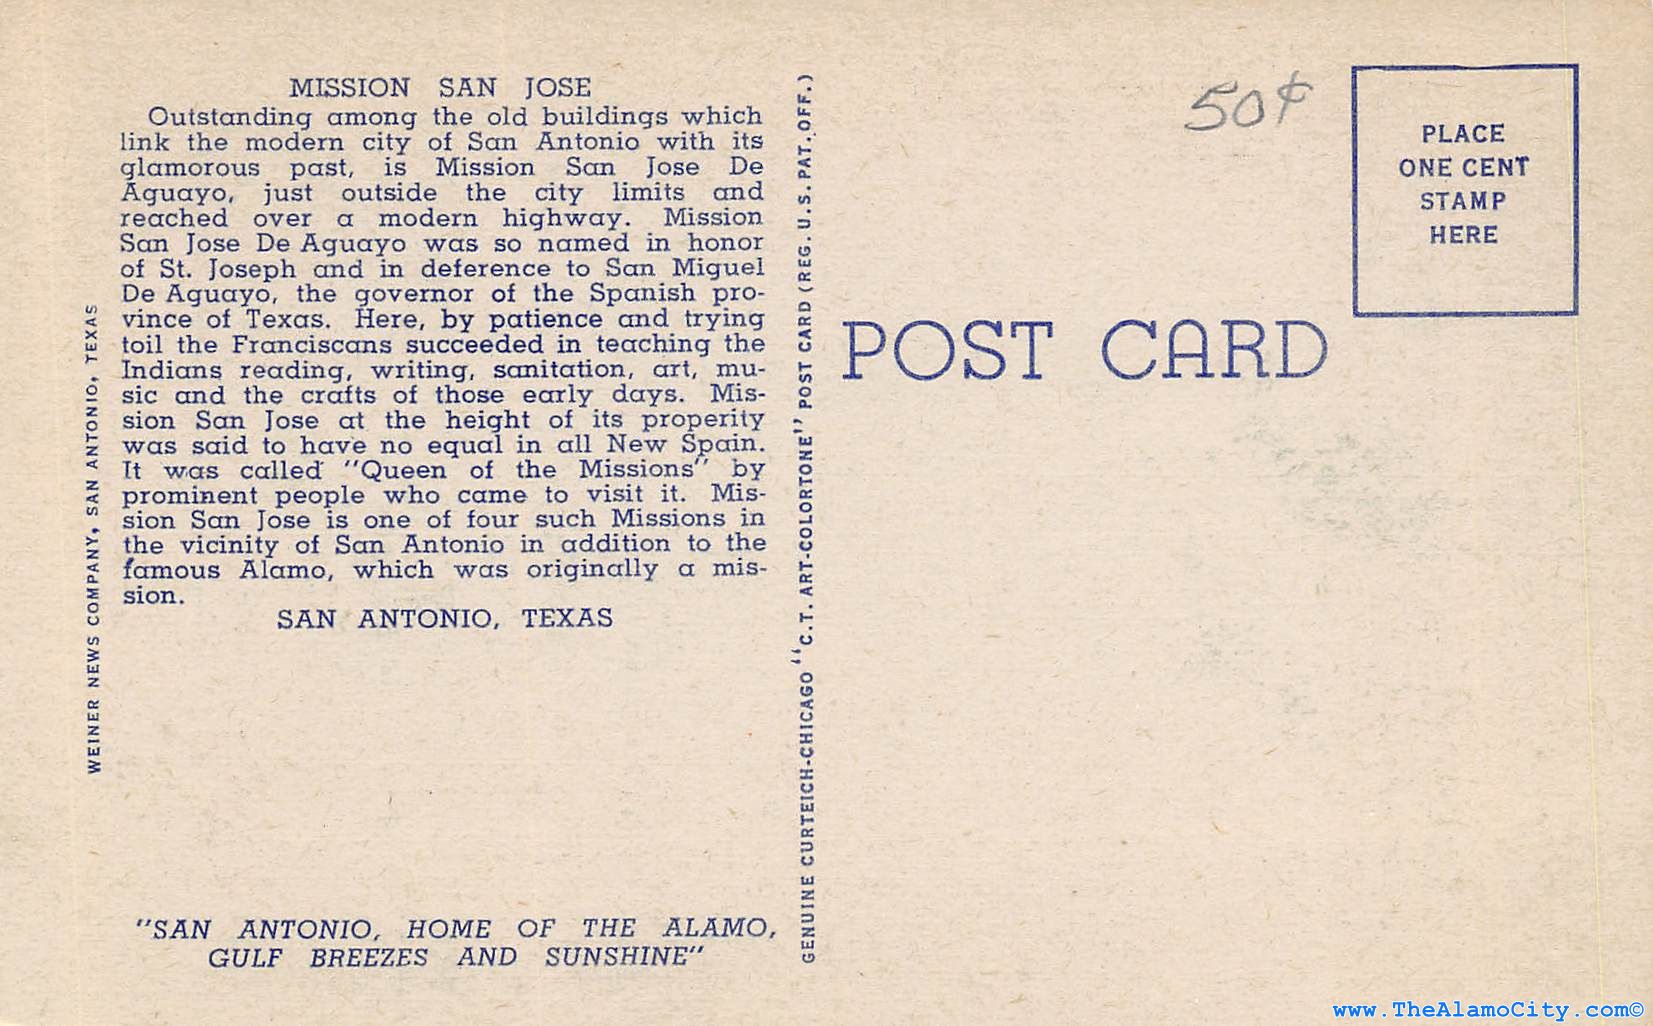 MISSION SAN JOSE
Outstanding among the old buildings which
link the modern city of San Antonio with its
glamorous past, is Mission San Jose De
Aguayo, just outside the city limits and
reached over a modern highway. Mission
San Jose De Aguayo was so named in honor
of St. Joseph and in deference to San Miguel
De Aguayo, the governor of the Spanish pro-
vince of Texas. Here, by patience and trying
toil the Franciscans succeeded in teaching the
Indians reading, writing, sanitation, art, mu-
sic and the crafts of those early days. Mis-
sion San Jose at the height of its properity
was said to have no equal in all New Spain.
It was called "Queen of the Missions" by
prominent people who came to visit it. Mis-
sion San Jose is one of four such Missions in
the vicinity of San Antonio in addition to the
famous Alamo, which was originally a mis-
sion.
SAN ANTONIO, TEXAS
"SAN ANTONIO, HOME OF THE ALAMO,
GULF BREEZES AND SUNSHINE"
WEINER NEWS COMPANY, SAN ANTONIO, TEXAS
GENUINE CURTEICH-CHICAGO "C.T. ART-COLORTONE" POST CARD (REG. U.S. PAT. OFF.)
50¢
PLACE
ONE CENT
STAMP
HERE
POST CARD
www.TheAlamoCity.com©